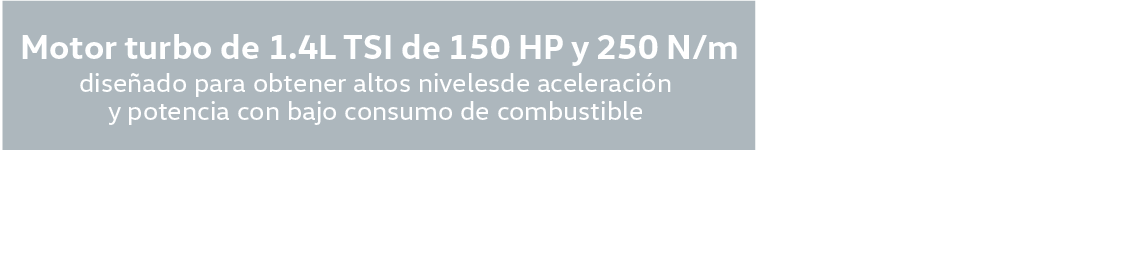 Motor turbo de 1.4L TSI de 150 HP y 250 N/m
diseñado para obtener altos nivelesde aceleración
y potencia con bajo consumo de combustible